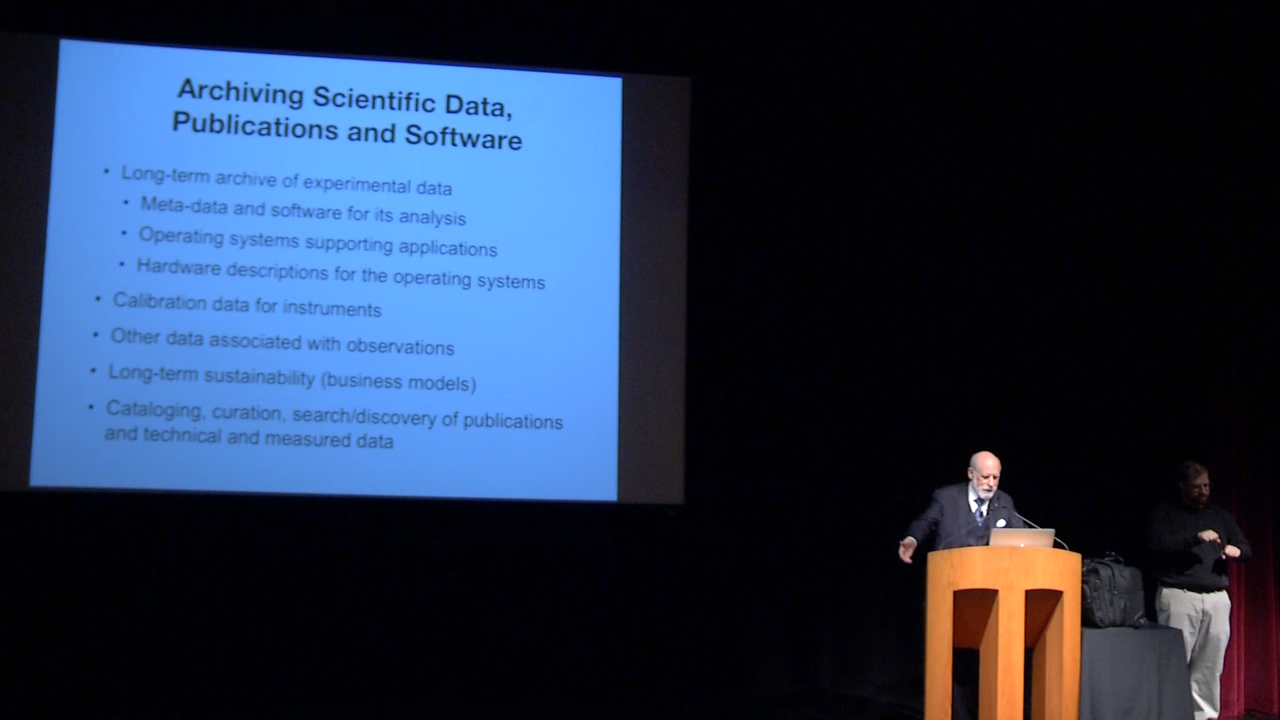 Archiving Scientific Data,
Publications and Software
• Long-term archive of experimental data
• Meta-data and software for its analysis
• Operating systems supporting applications
• Hardware descriptions for the operating systems
• Calibration data for instruments
• Other data associated with observations
• Long-term sustainability (business models)
• Cataloging, curation, search/discovery of publications
and technical and measured data